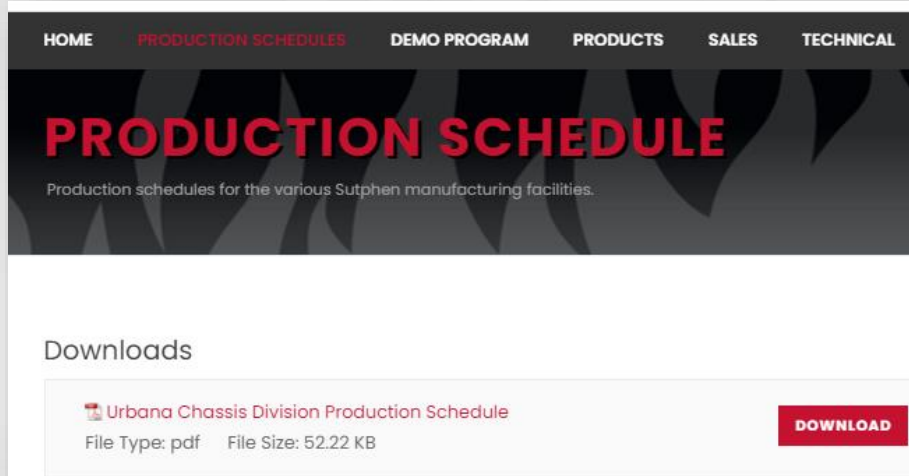 HOME PRODUCTION SCHEDULES DEMO PROGRAM PRODUCTS SALES TECHNICAL
PRODUCTION SCHEDULE
Production schedules for the various Sutphen manufacturing facilities.
Downloads
Urbana Chassis Division Production Schedule
DOWNLOAD
File Type: pdf File Size: 52.22 KB